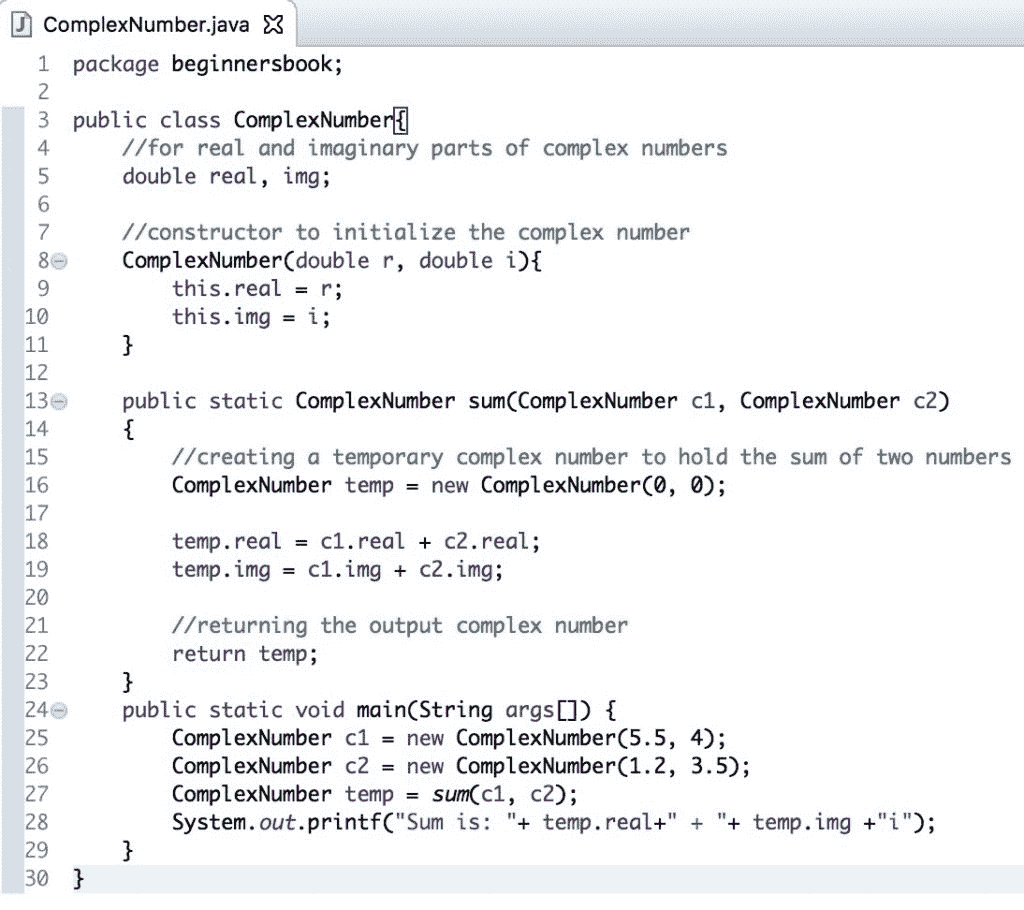 ComplexNumber.java
1 package beginnersbook;
2
3 public class ComplexNumber{
4     //for real and imaginary parts of complex numbers
5     double real, img;
6
7     //constructor to initialize the complex number
8     ComplexNumber(double r, double i){
9         this.real = r;
10         this.img = i;
11     }
12
13     public static ComplexNumber sum(ComplexNumber c1, ComplexNumber c2)
14     {
15         //creating a temporary complex number to hold the sum of two numbers
16         ComplexNumber temp = new ComplexNumber(0, 0);
17
18         temp.real = c1.real + c2.real;
19         temp.img = c1.img + c2.img;
20
21         //returning the output complex number
22         return temp;
23     }
24     public static void main(String args[]) {
25         ComplexNumber c1 = new ComplexNumber(5.5, 4);
26         ComplexNumber c2 = new ComplexNumber(1.2, 3.5);
27         ComplexNumber temp = sum(c1, c2);
28         System.out.printf("Sum is: "+ temp.real+" + "+ temp.img +"i");
29     }
30 }